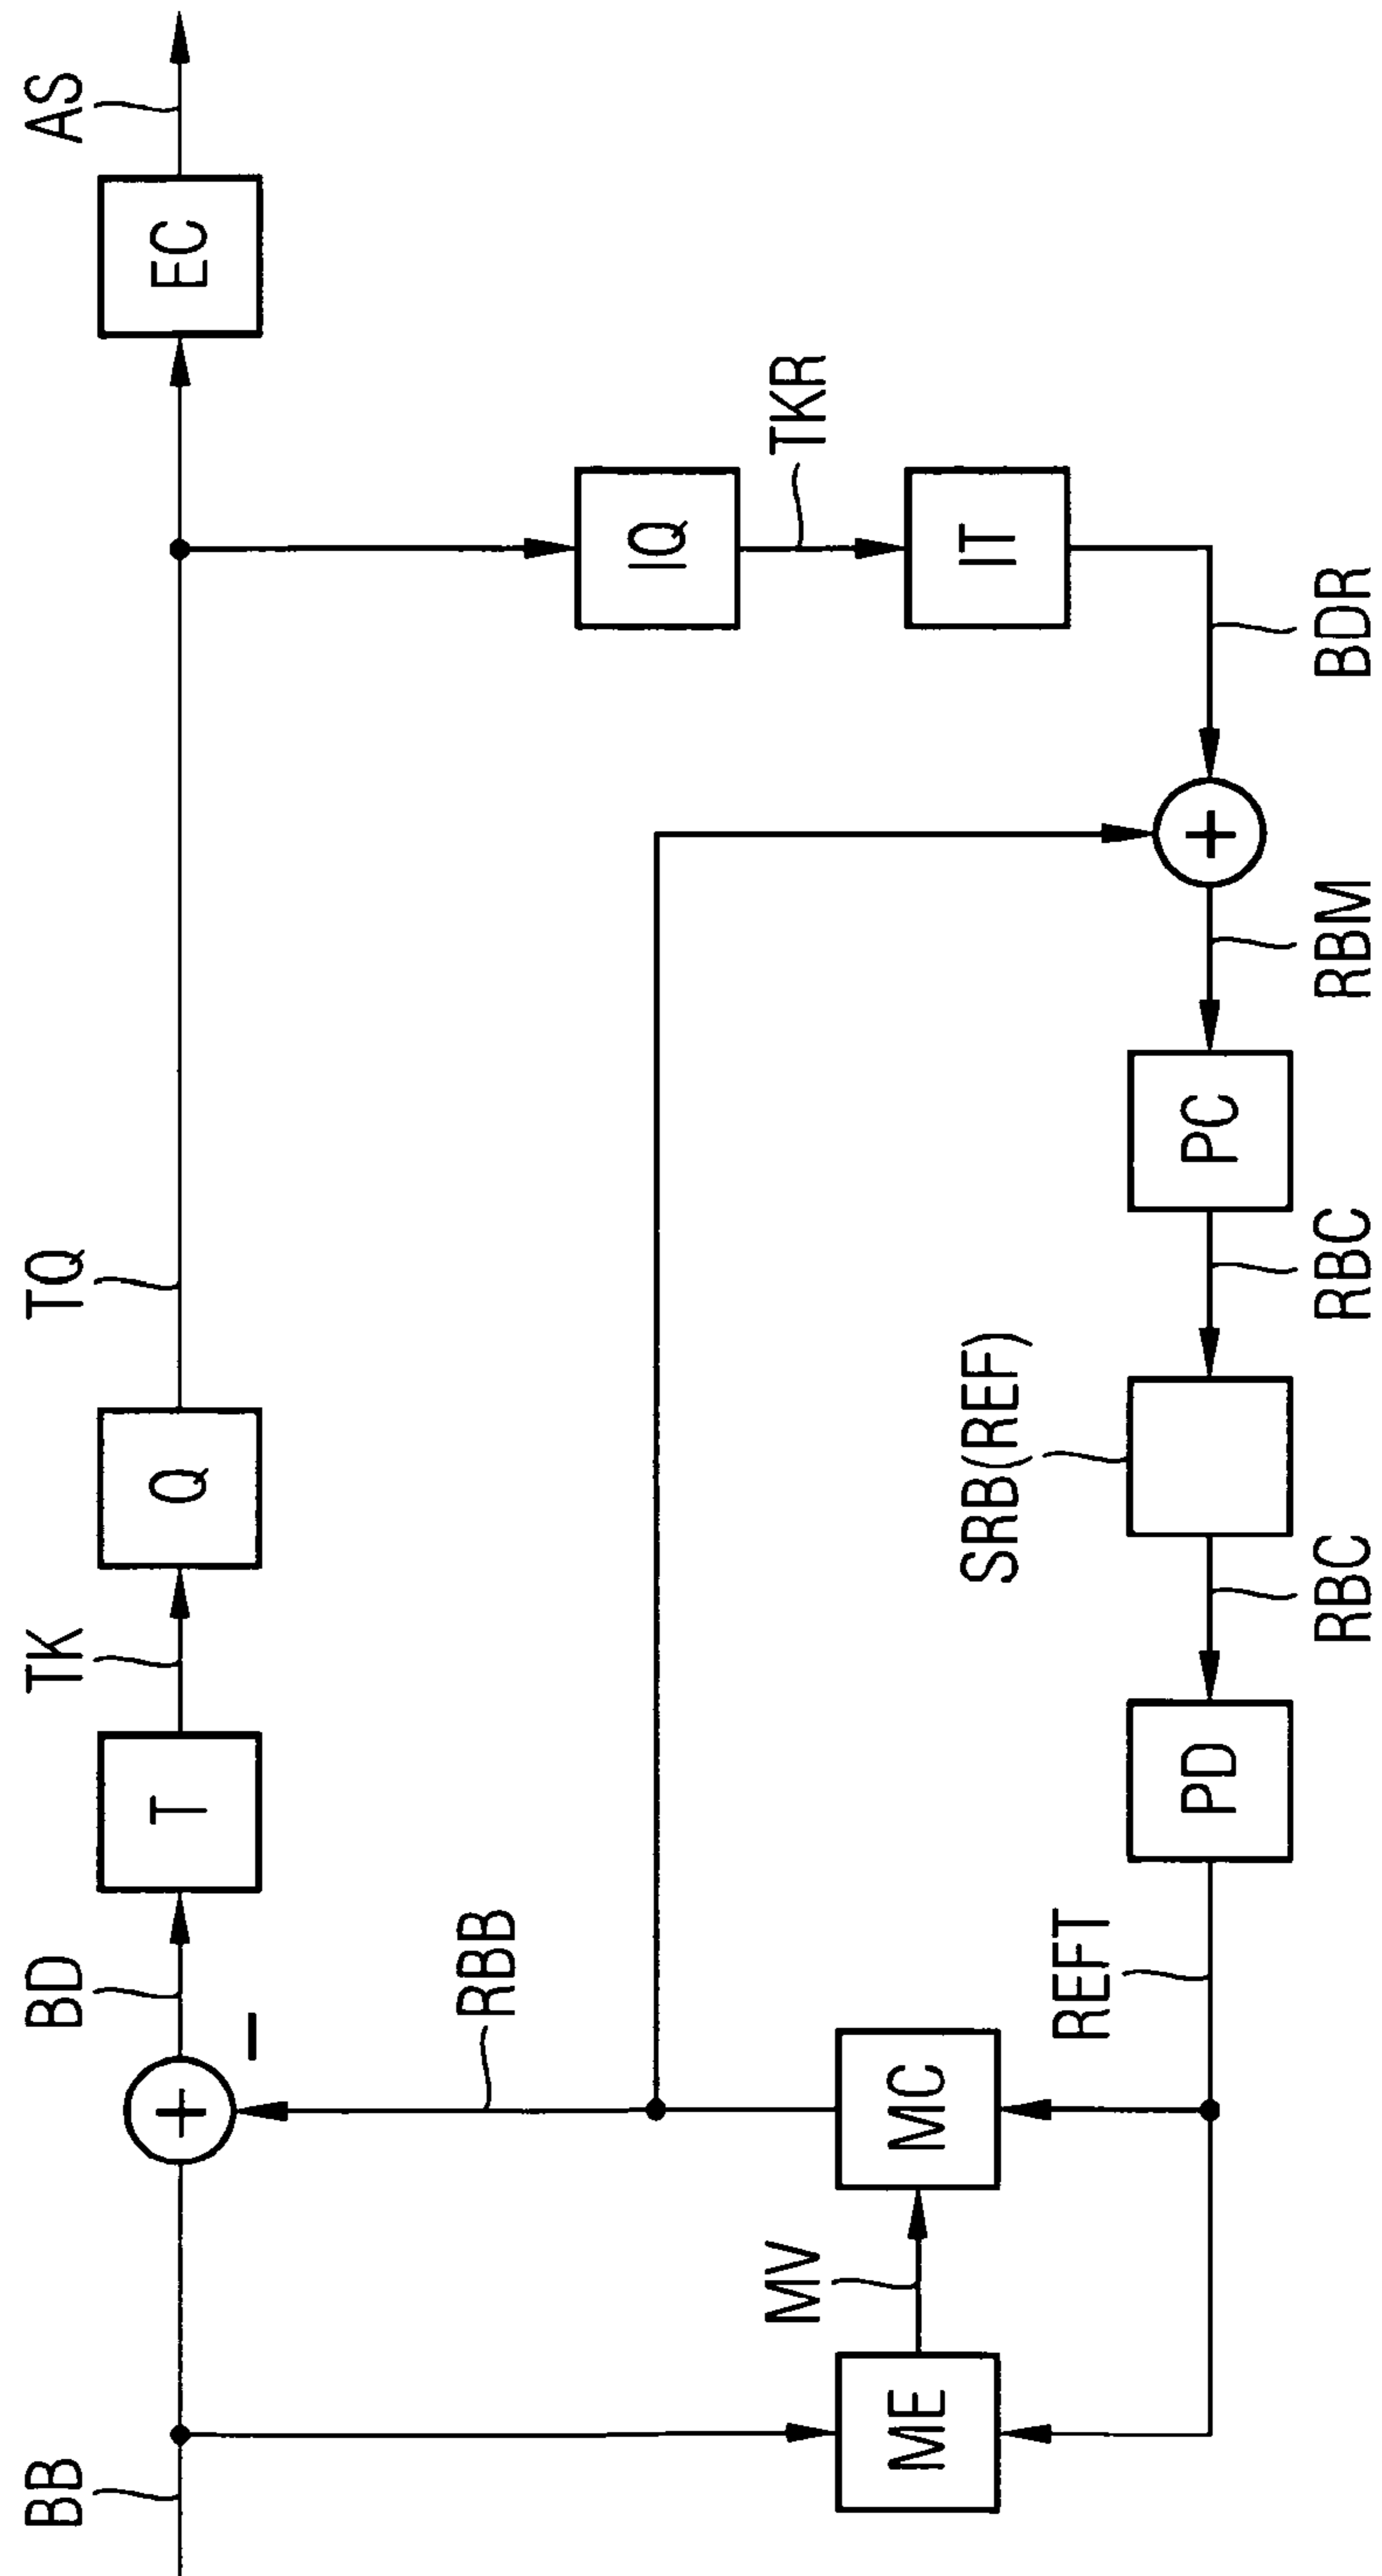 BB
BD
TK
TQ
AS
T
Q
EC
RBB
IQ
TKR
MV
ME
MC
IT
SRB(REF)
REFT
PD
PC
RBC
RBC
RBM
BDR